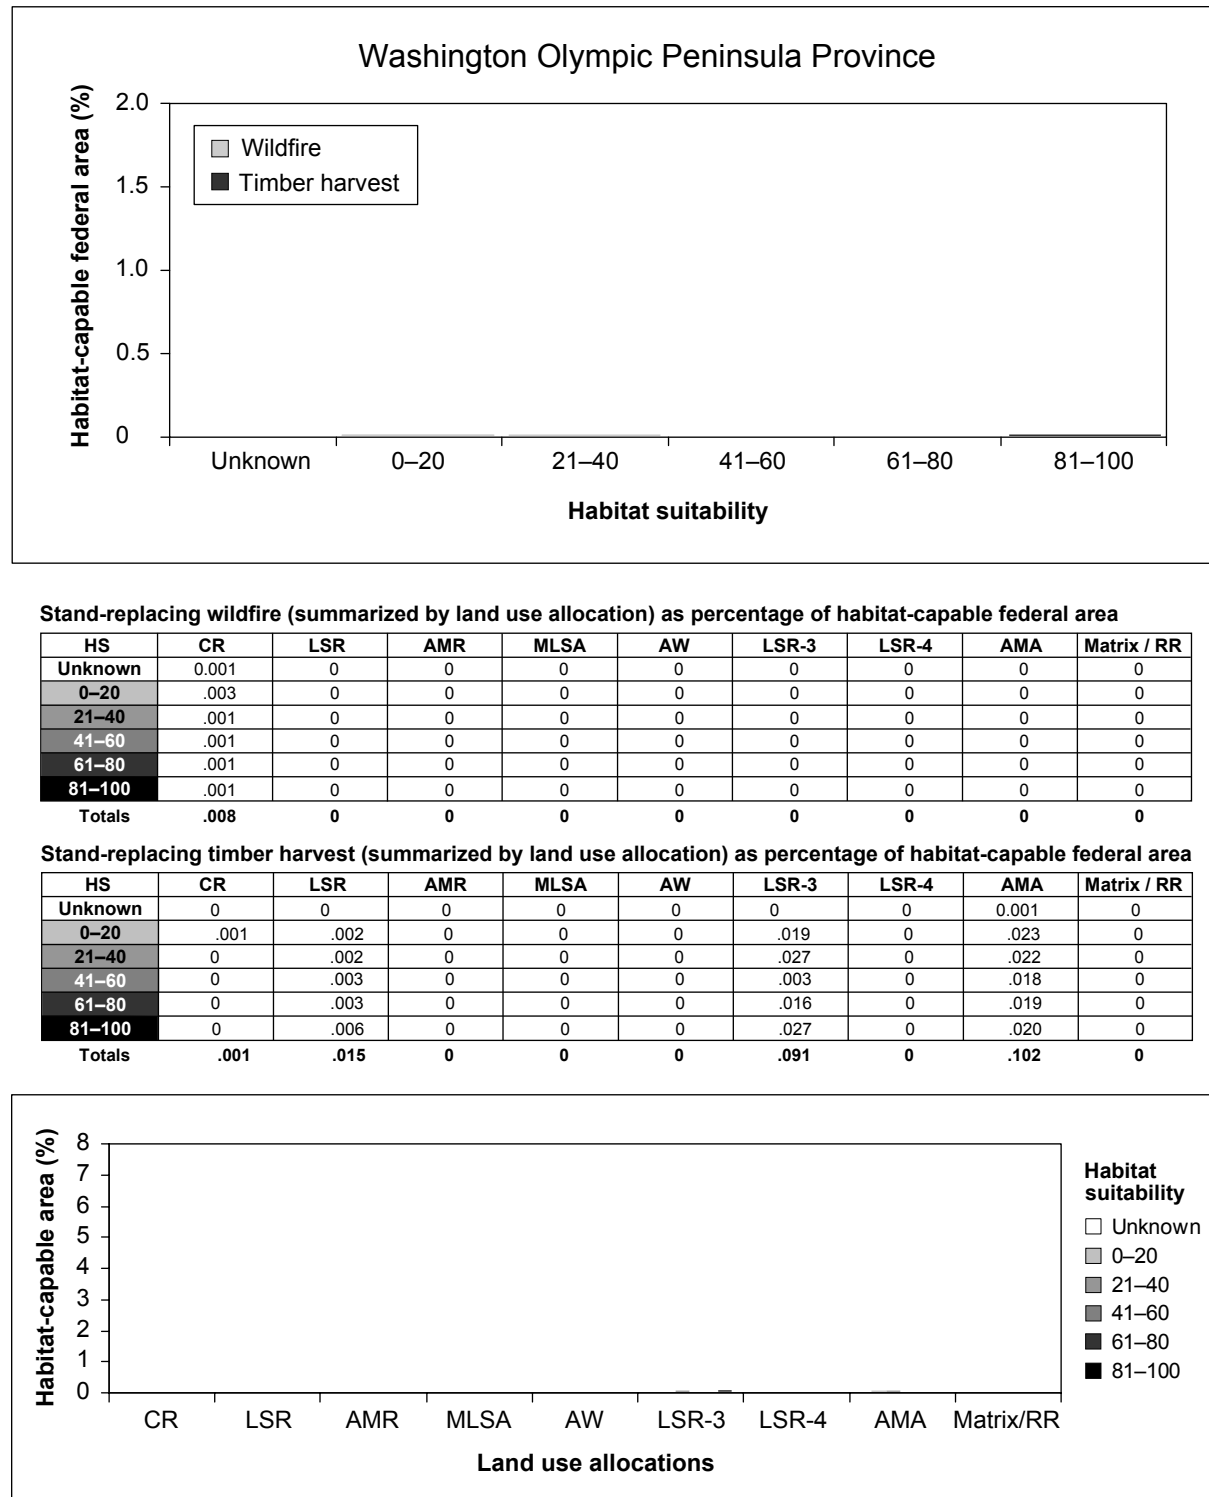 Washington Olympic Peninsula Province
Habitat-capable federal area (%)
2.0
1.5
1.0
0.5
0
Wildfire
Timber harvest
Unknown 0–20 21–40 41–60 61–80 81–100
Habitat suitability
Stand-replacing wildfire (summarized by land use allocation) as percentage of habitat-capable federal area
HS CR LSR AMR MLSA AW LSR-3 LSR-4 AMA Matrix / RR
Unknown 0.001 0 0 0 0 0 0 0 0
0–20 .003 0 0 0 0 0 0 0 0
21–40 .001 0 0 0 0 0 0 0 0
41–60 .001 0 0 0 0 0 0 0 0
61–80 .001 0 0 0 0 0 0 0 0
81–100 .001 0 0 0 0 0 0 0 0
Totals .008 0 0 0 0 0 0 0 0
Stand-replacing timber harvest (summarized by land use allocation) as percentage of habitat-capable federal area
HS CR LSR AMR MLSA AW LSR-3 LSR-4 AMA Matrix / RR
Unknown 0 0 0 0 0 0 0 0.001 0
0–20 .001 .002 0 0 0 .019 0 .023 0
21–40 0 .002 0 0 0 .027 0 .022 0
41–60 0 .003 0 0 0 .003 0 .018 0
61–80 0 .003 0 0 0 .016 0 .019 0
81–100 0 .006 0 0 0 .027 0 .020 0
Totals .001 .015 0 0 0 .091 0 .102 0
Habitat-capable area (%)
8
7
6
5
4
3
2
1
0
CR LSR AMR MLSA AW LSR-3 LSR-4 AMA Matrix/RR
Land use allocations
Habitat
suitability
Unknown
0–20
21–40
41–60
61–80
81–100